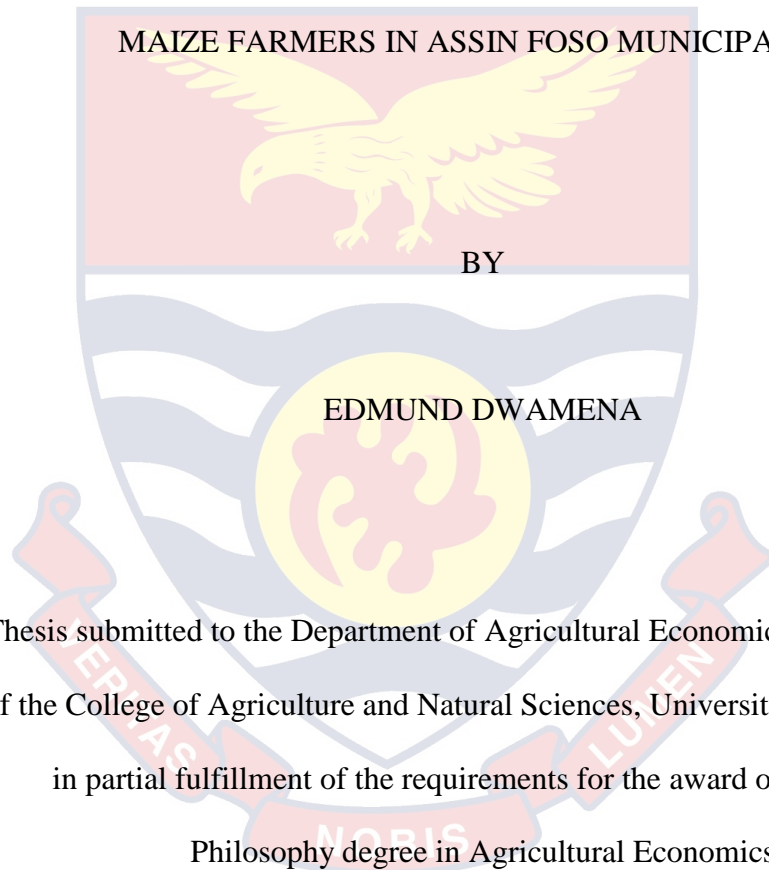 MAIZE FARMERS IN ASSIN FOSO MUNICIPA
BY
EDMUND DWAMENA
Thesis submitted to the Department of Agricultural Economic
f the College of Agriculture and Natural Sciences, Universit
in partial fulfillment of the requirements for the award o
Philosophy degree in Agricultural Economics
VERITAS NOBIS LUMEN